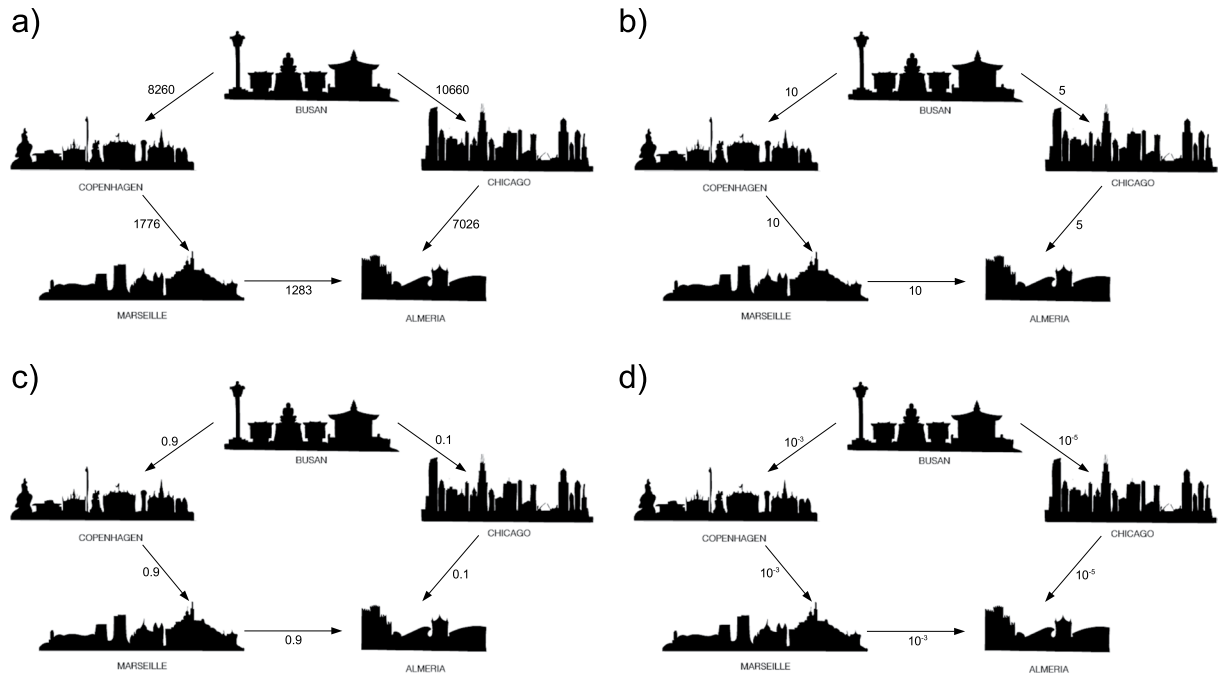 a)
b)
8260
10660
BUSAN
10
5
BUSAN
COPENHAGEN
CHICAGO
COPENHAGEN
CHICAGO
1776
7026
10
5
1283
10
MARSEILLE
ALMERIA
MARSEILLE
ALMERIA
c)
d)
0.9
0.1
BUSAN
10⁻³
10⁻⁵
BUSAN
COPENHAGEN
CHICAGO
COPENHAGEN
CHICAGO
0.9
0.1
10⁻³
10⁻⁵
0.9
10⁻³
MARSEILLE
ALMERIA
MARSEILLE
ALMERIA